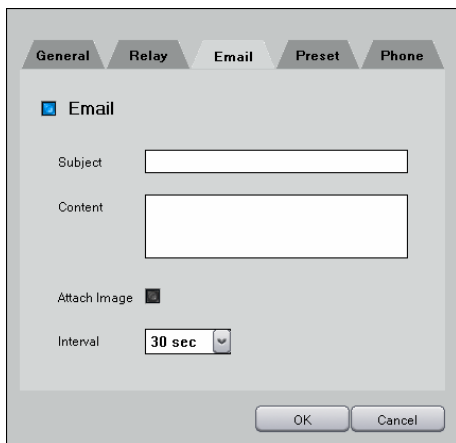 General Relay Email Preset Phone
Email
Subject
Content
Attach Image
Interval 30 sec
OK Cancel